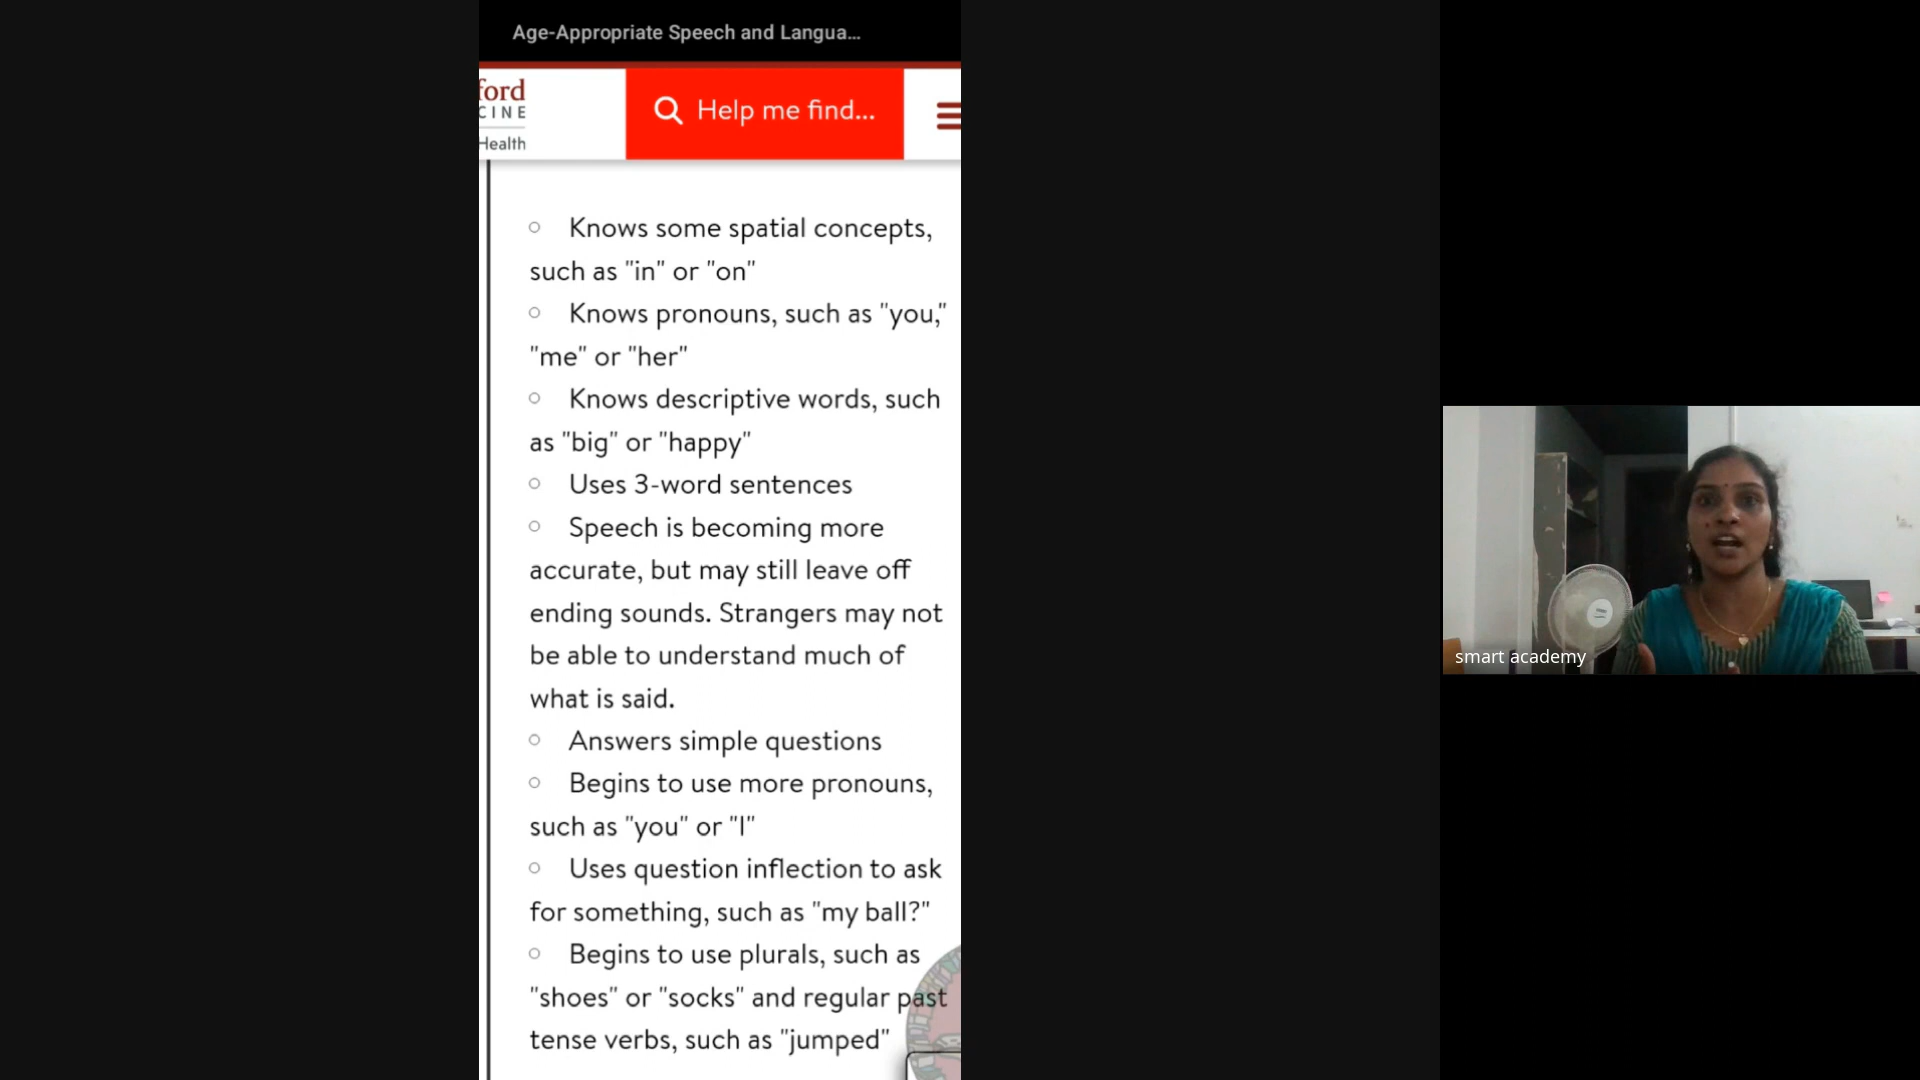 Age-Appropriate Speech and Langua...
ford
CINE
Health
Help me find...
Knows some spatial concepts,
such as "in" or "on"
Knows pronouns, such as "you,"
"me" or "her"
Knows descriptive words, such
as "big" or "happy"
Uses 3-word sentences
Speech is becoming more
accurate, but may still leave off
ending sounds. Strangers may not
be able to understand much of
what is said.
Answers simple questions
Begins to use more pronouns,
such as "you" or "I"
Uses question inflection to ask
for something, such as "my ball?"
Begins to use plurals, such as
"shoes" or "socks" and regular past
tense verbs, such as "jumped"
smart academy